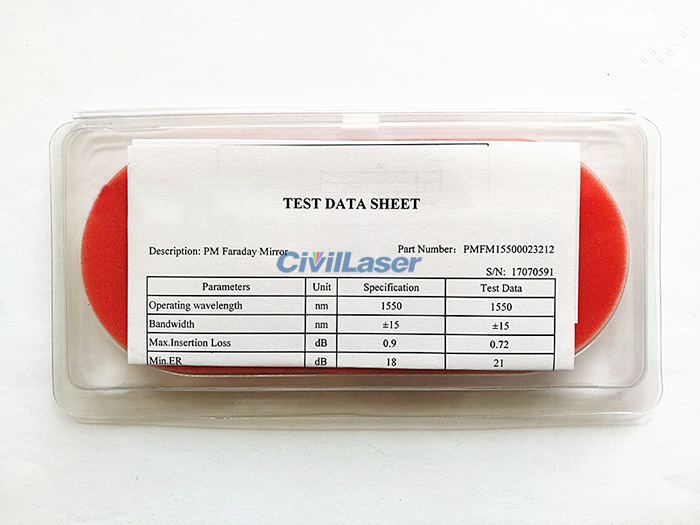 TEST DATA SHEET
Description: PM Faraday Mirror Part Number: PMFM15500023212
CivilLaser
S/N: 17070591
Parameters Unit Specification Test Data
Operating wavelength nm 1550 1550
Bandwidth nm ±15 ±15
Max.Insertion Loss dB 0.9 0.72
Min.ER dB 18 21